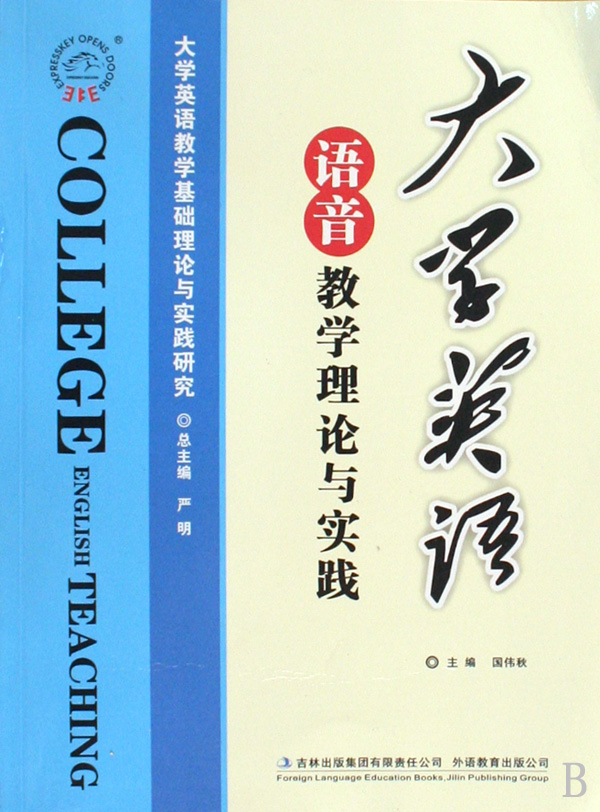 大学英语
语音教学理论与实践
◎ 主编 国伟秋
大学英语教学基础理论与实践研究 ◎总主编 严明
EXPRESSKEY OPENS DOORS
®
31E
COLLEGE ENGLISH TEACHING
吉林出版集团有限责任公司 外语教育出版公司
Foreign Language Education Books,Jilin Publishing Group
B